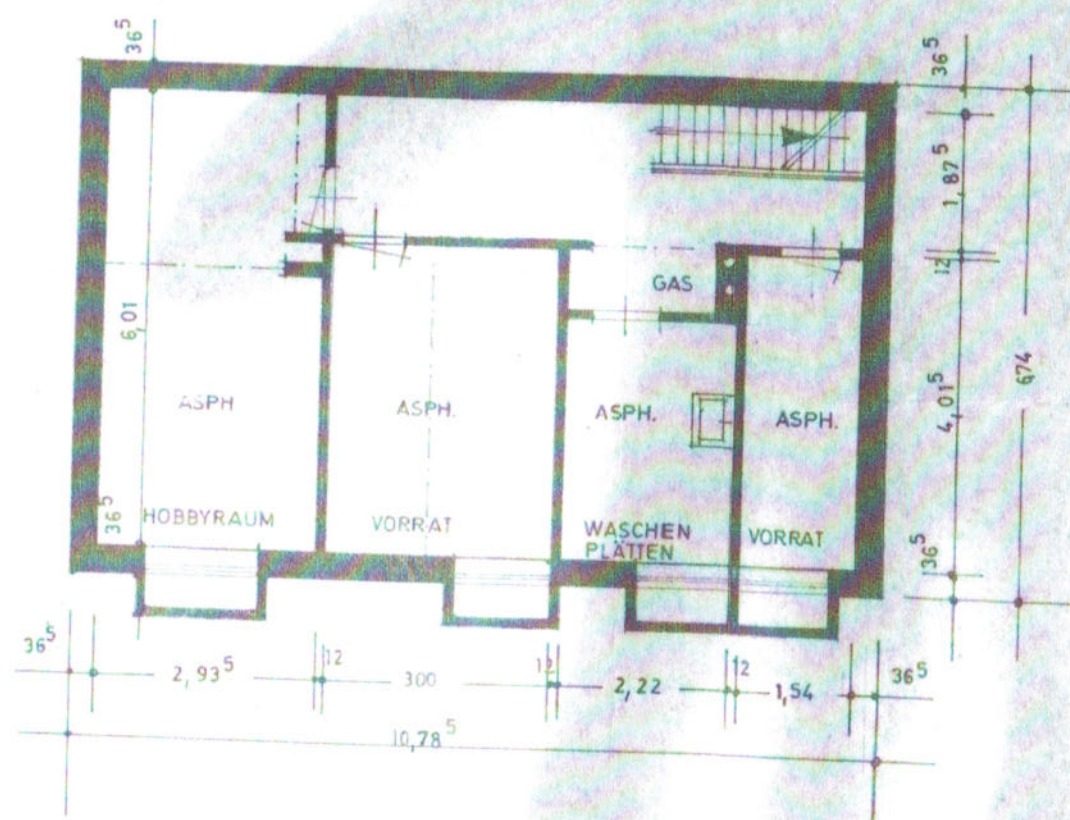 36⁵
36⁵
1,87⁵
12
674
4,01⁵
36⁵
6,01
36⁵
GAS
ASPH
ASPH.
ASPH.
ASPH.
HOBBYRAUM
VORRAT
WASCHEN
PLÄTTEN
VORRAT
36⁵
2,93⁵
12
300
12
2,22
12
1,54
36⁵
10,78⁵